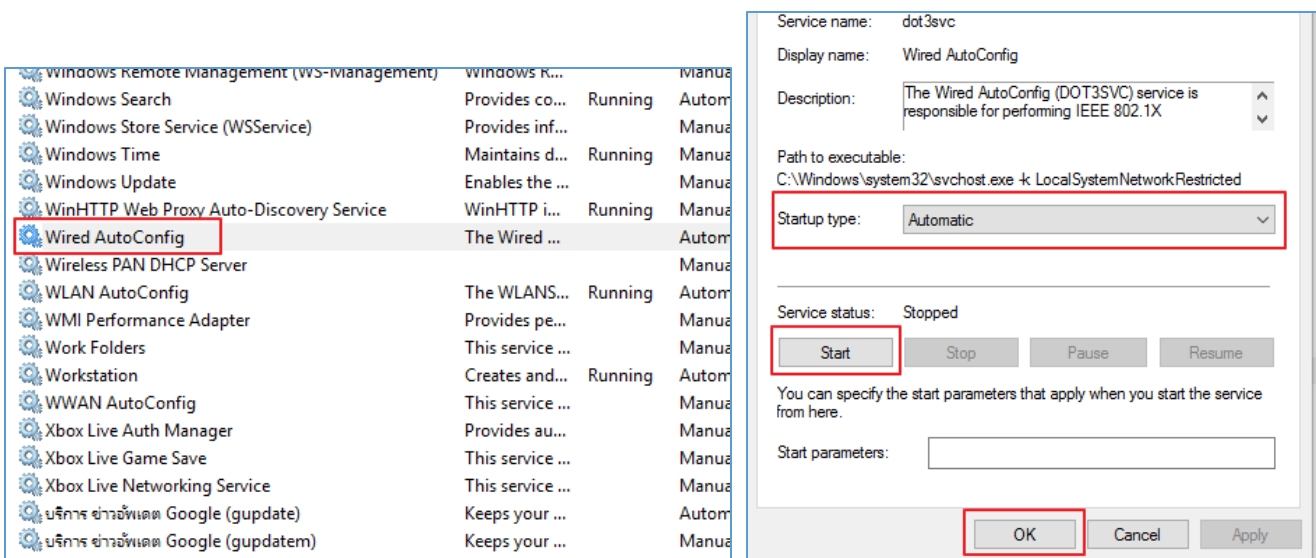 Windows Remote Management (WS-Management) Windows R... Manua
Windows Search Provides co... Running Autom
Windows Store Service (WSService) Provides inf... Manua
Windows Time Maintains d... Running Manua
Windows Update Enables the ... Manua
WinHTTP Web Proxy Auto-Discovery Service WinHTTP i... Running Manua
Wired AutoConfig The Wired ... Autom
Wireless PAN DHCP Server Manua
WLAN AutoConfig The WLANS... Running Autom
WMI Performance Adapter Provides pe... Manua
Work Folders This service ... Manua
Workstation Creates and... Running Autom
WWAN AutoConfig This service ... Manua
Xbox Live Auth Manager Provides au... Manua
Xbox Live Game Save This service ... Manua
Xbox Live Networking Service This service ... Manua
บริการ ข่าวอัพเดต Google (gupdate) Keeps your ... Autom
บริการ ข่าวอัพเดต Google (gupdatem) Keeps your ... Manua
Service name: dot3svc
Display name: Wired AutoConfig
Description: The Wired AutoConfig (DOT3SVC) service is
responsible for performing IEEE 802.1X
Path to executable:
C:\Windows\system32\svchost.exe -k LocalSystemNetworkRestricted
Startup type: Automatic
Service status: Stopped
Start Stop Pause Resume
You can specify the start parameters that apply when you start the service
from here.
Start parameters:
OK Cancel Apply